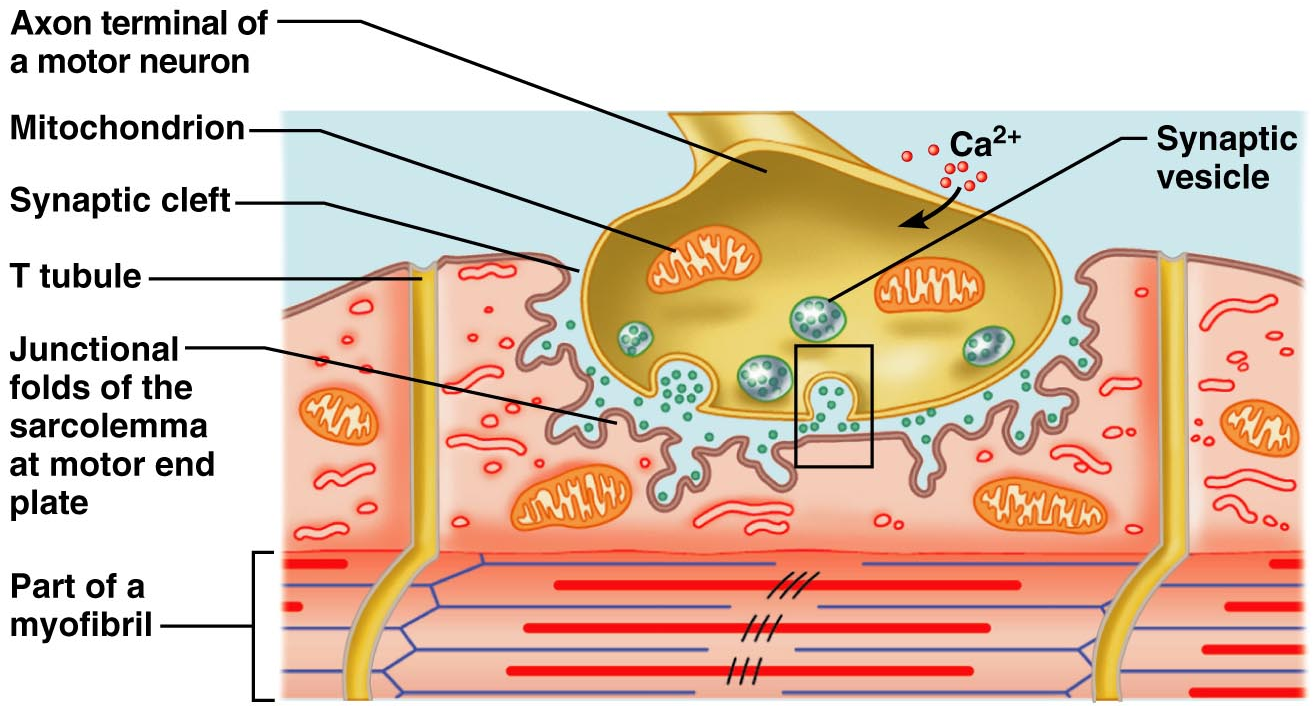 Axon terminal of
a motor neuron
Mitochondrion
Synaptic cleft
T tubule
Junctional
folds of the
sarcolemma
at motor end
plate
Part of a
myofibril
Ca²⁺
Synaptic
vesicle